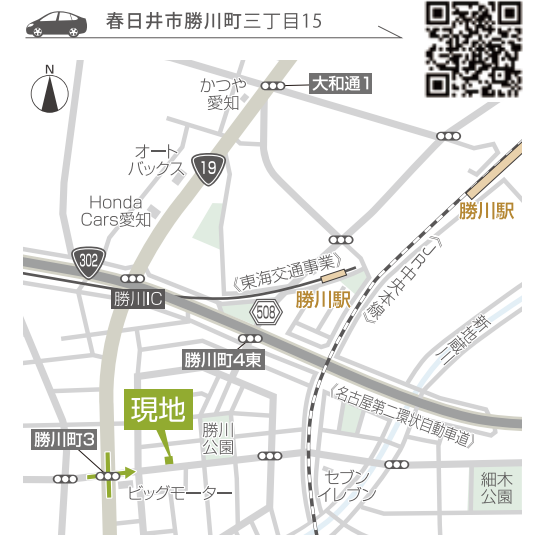 春日井市勝川町三丁目15
N
かつや
愛知
大和通1
オート
バックス
19
Honda
Cars愛知
勝川駅
302
《東海交通事業》
《JR中央本線》
勝川IC
勝川駅
508
新地蔵川
勝川町4東
現地
《名古屋第二環状自動車道》
勝川
公園
勝川町3
ビッグモーター
セブン
イレブン
細木
公園